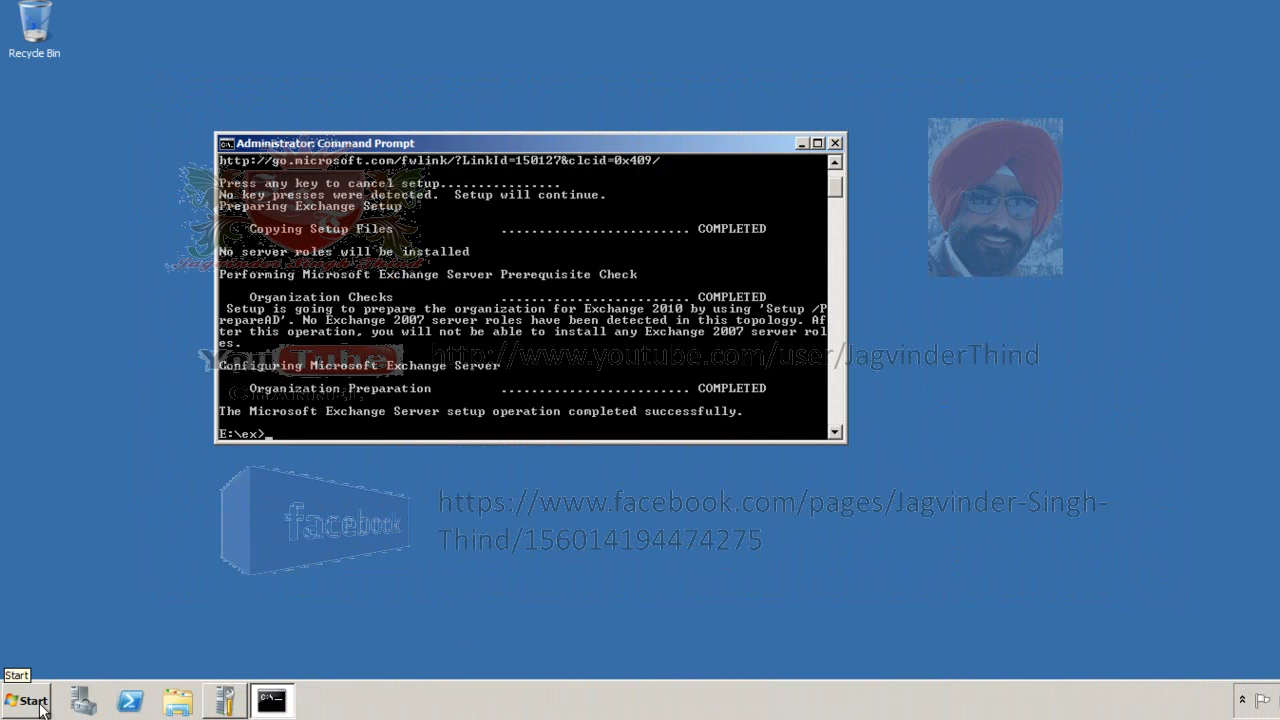 Recycle Bin
Administrator: Command Prompt
http://go.microsoft.com/fwlink/?LinkId=150127&clcid=0x409/
Press any key to cancel setup................
No key presses were detected.  Setup will continue.
Preparing Exchange Setup
Copying Setup Files ......................... COMPLETED
No server roles will be installed
Performing Microsoft Exchange Server Prerequisite Check
Organization Checks ......................... COMPLETED
Setup is going to prepare the organization for Exchange 2010 by using 'Setup /P
repareAD'. No Exchange 2007 server roles have been detected in this topology. Af
ter this operation, you will not be able to install any Exchange 2007 server rol
es.
Configuring Microsoft Exchange Server
Organization Preparation ......................... COMPLETED
The Microsoft Exchange Server setup operation completed successfully.
E:\ex>_
Jagvinder Singh Thind
YouTube
CHANNEL
http://www.youtube.com/user/JagvinderThind
facebook
https://www.facebook.com/pages/Jagvinder-Singh-
Thind/156014194474275
Start
Start